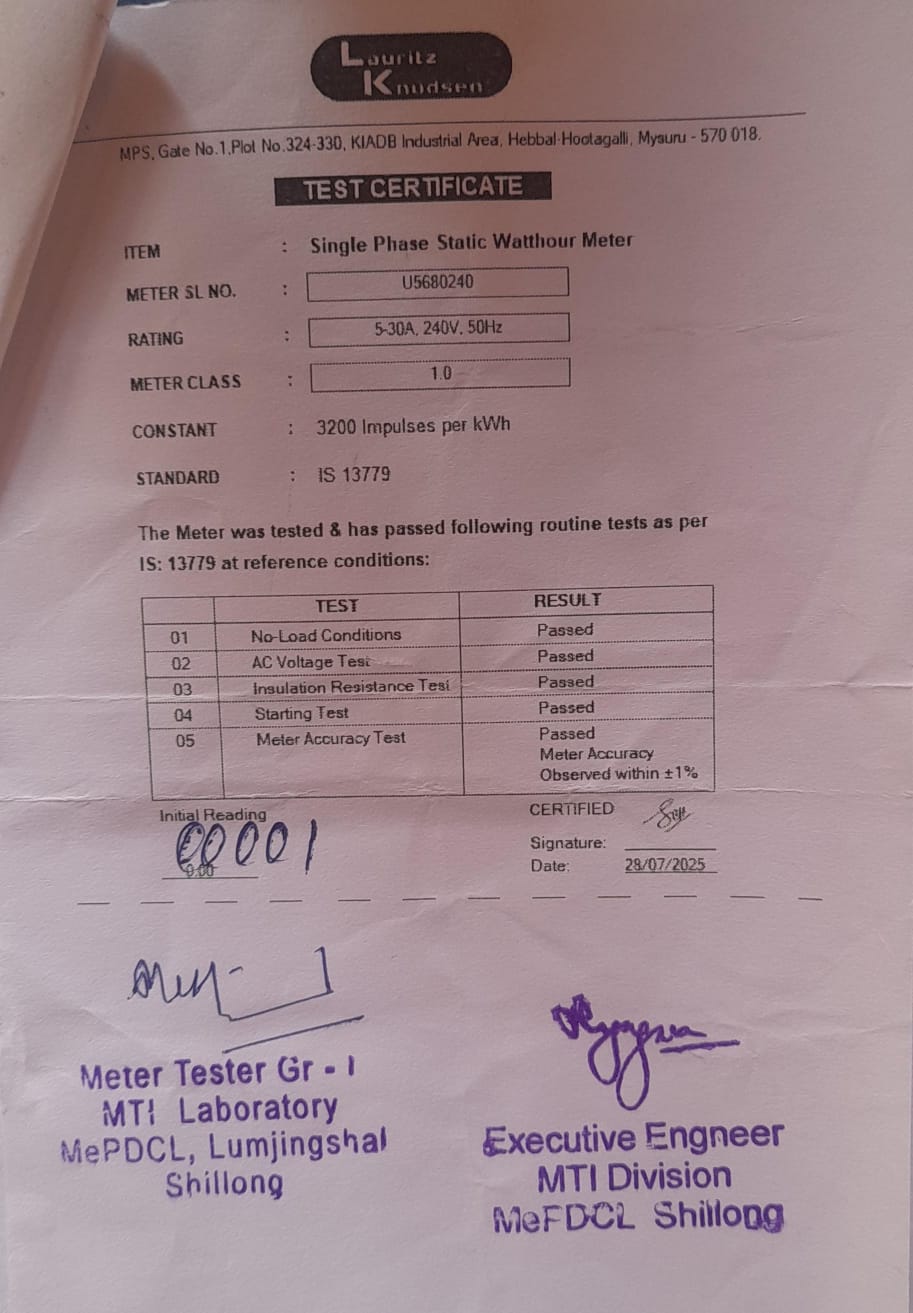 Lauritz
Knudsen
MPS, Gate No.1,Plot No.324-330, KIADB Industrial Area, Hebbal-Hootagalli, Mysuru - 570 018.
TEST CERTIFICATE
ITEM : Single Phase Static Watthour Meter
METER SL NO. : U5680240
RATING : 5-30A, 240V, 50Hz
METER CLASS : 1.0
CONSTANT : 3200 Impulses per kWh
STANDARD : IS 13779
The Meter was tested & has passed following routine tests as per
IS: 13779 at reference conditions:
TEST RESULT
01 No-Load Conditions Passed
02 AC Voltage Test Passed
03 Insulation Resistance Test Passed
04 Starting Test Passed
05 Meter Accuracy Test Passed
Meter Accuracy
Observed within ±1%
Initial Reading
00001
0.00
CERTIFIED
Signature:
Date: 28/07/2025
Meter Tester Gr - I
MTI Laboratory
MePDCL, Lumjingshai
Shillong
Executive Engneer
MTI Division
MePDCL Shillong